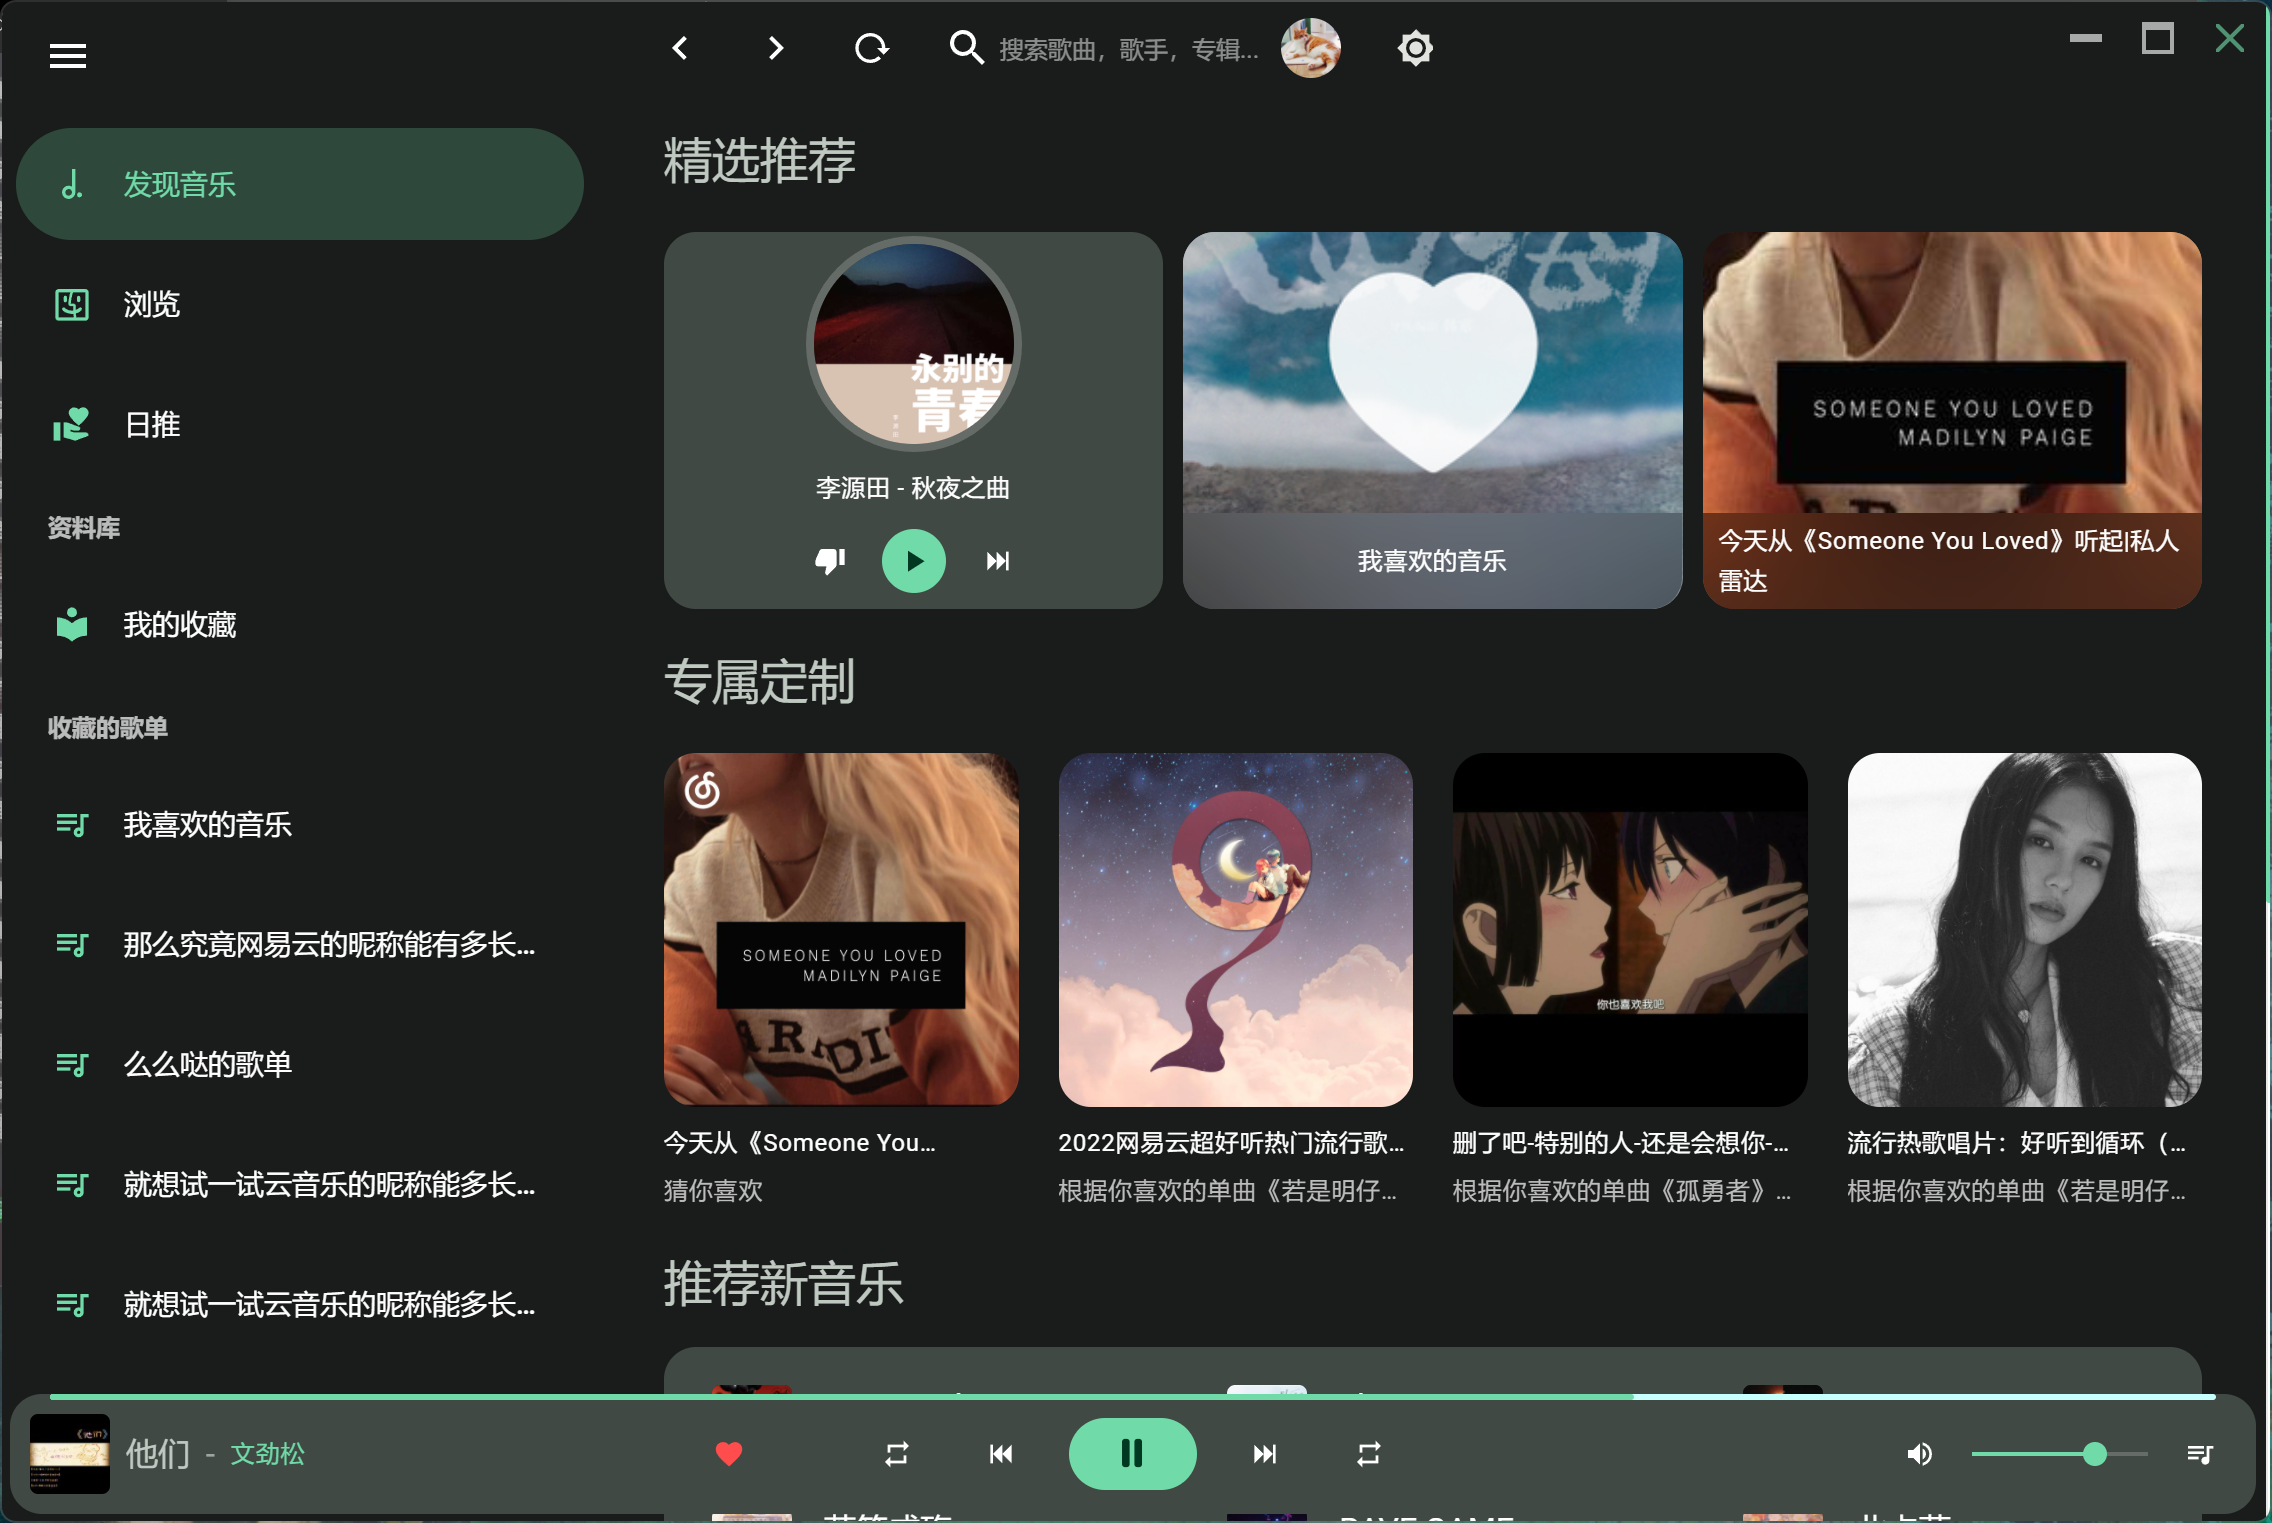 搜索歌曲，歌手，专辑...
发现音乐
浏览
日推
资料库
我的收藏
收藏的歌单
我喜欢的音乐
那么究竟网易云的昵称能有多长...
么么哒的歌单
就想试一试云音乐的昵称能多长...
就想试一试云音乐的昵称能多长...
精选推荐
永别的
青春
李源田 - 秋夜之曲
我喜欢的音乐
SOMEONE YOU LOVED
MADILYN PAIGE
今天从《Someone You Loved》听起|私人
雷达
专属定制
SOMEONE YOU LOVED
MADILYN PAIGE
你也喜欢我吧
今天从《Someone You...
猜你喜欢
2022网易云超好听热门流行歌...
根据你喜欢的单曲《若是明仔...
删了吧-特别的人-还是会想你-...
根据你喜欢的单曲《孤勇者》...
流行热歌唱片：好听到循环（...
根据你喜欢的单曲《若是明仔...
推荐新音乐
《他们》
他们 - 文劲松
RAVE GAME